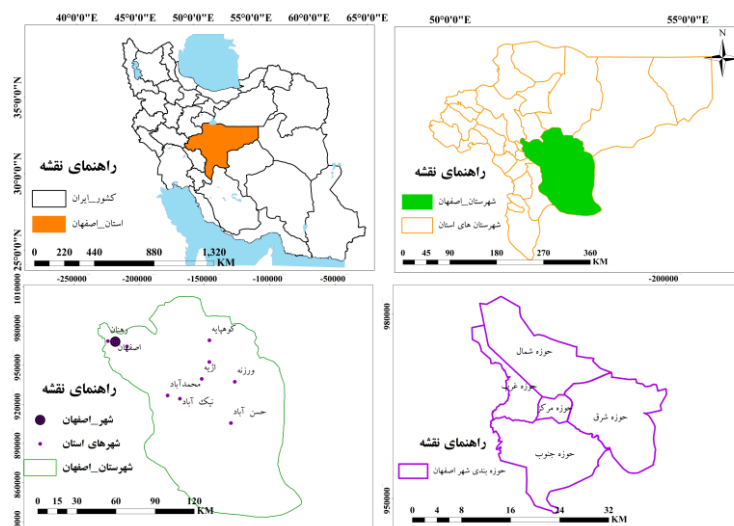 40°0'0"E 45°0'0"E 50°0'0"E 55°0'0"E 60°0'0"E 65°0'0"E
35°0'0"N
30°0'0"N
25°0'0"N
راهنمای نقشه
کشور_ایران
استان_اصفهان
0 220 440 880 1,320
KM
50°0'0"E 55°0'0"E
N
راهنمای نقشه
شهرستان_اصفهان
شهرستان های استان
0 45 90 180 270 360
KM
-250000 -200000 -150000 -100000 -50000
1010000
980000
950000
920000
890000
860000
کوهپایه
رهنان
اصفهان
اژیه
ورزنه
محمدآباد
نیک آباد
حسن آباد
راهنمای نقشه
شهر_اصفهان
شهرهای استان
شهرستان_اصفهان
0 15 30 60 90 120
KM
-200000
980000
950000
حوزه شمال
حوزه غرب
حوزه مرکز
حوزه شرق
حوزه جنوب
راهنمای نقشه
حوزه بندی شهر اصفهان
0 4 8 16 24 32
KM